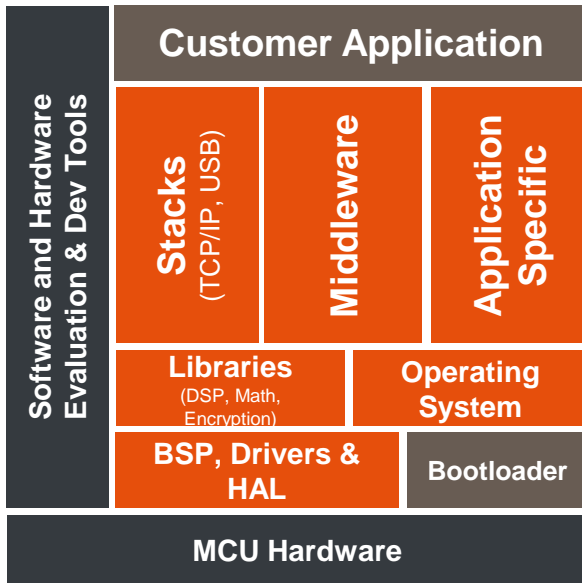 Customer Application
Software and Hardware
Evaluation & Dev Tools
Stacks
(TCP/IP, USB)
Middleware
Application
Specific
Libraries
(DSP, Math,
Encryption)
Operating
System
BSP, Drivers &
HAL
Bootloader
MCU Hardware